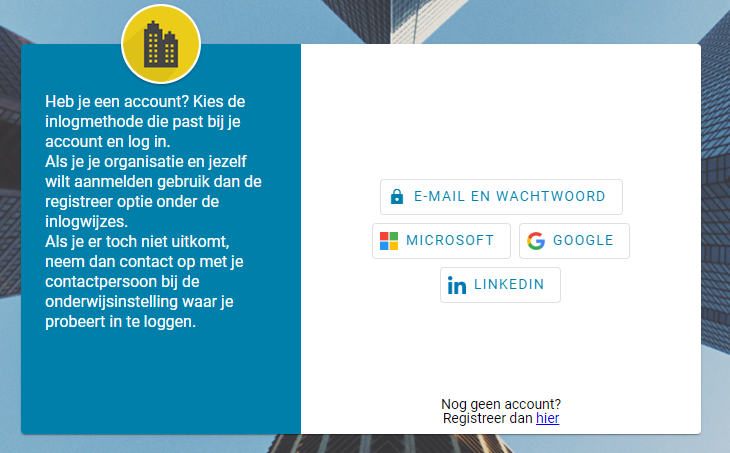 Heb je een account? Kies de
inlogmethode die past bij je
account en log in.
Als je je organisatie en jezelf
wilt aanmelden gebruik dan de
registreer optie onder de
inlogwijzes.
Als je er toch niet uitkomt,
neem dan contact op met je
contactpersoon bij de
onderwijsinstelling waar je
probeert in te loggen.
E-MAIL EN WACHTWOORD
MICROSOFT
GOOGLE
LINKEDIN
Nog geen account?
Registreer dan hier